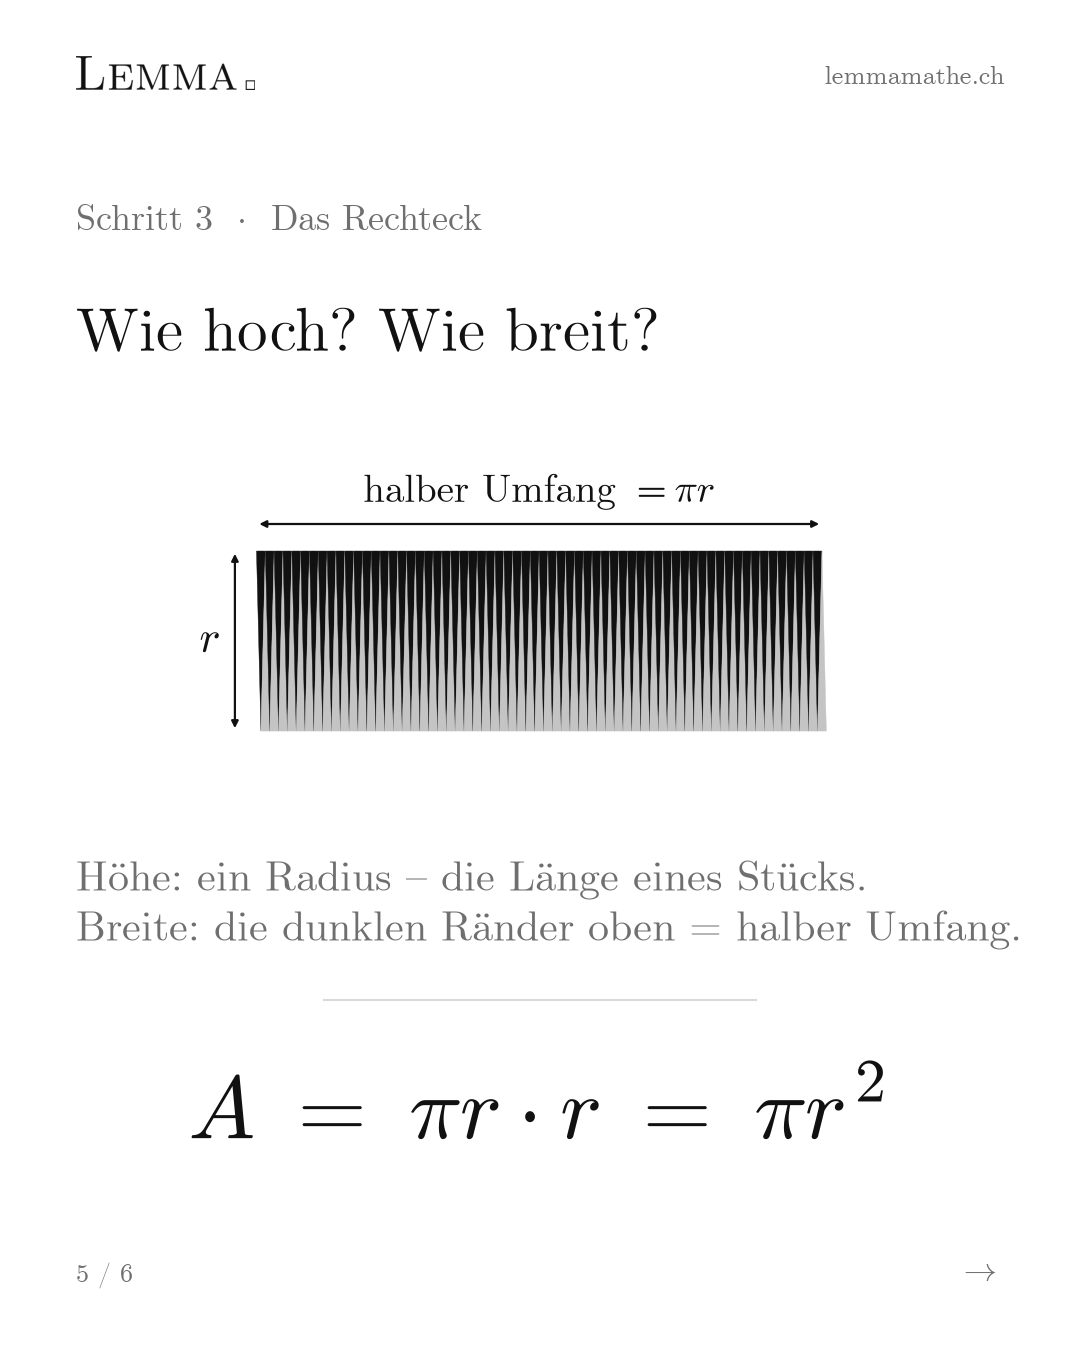 LEMMA□
lemmamathe.ch
Schritt 3 · Das Rechteck
Wie hoch? Wie breit?
halber Umfang = πr
r
Höhe: ein Radius – die Länge eines Stücks.
Breite: die dunklen Ränder oben = halber Umfang.
A = πr · r = πr²
5 / 6
→